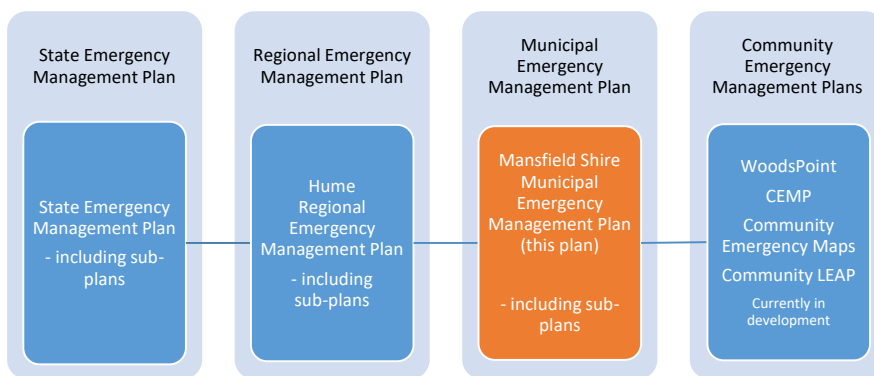 State Emergency
Management Plan
State Emergency
Management Plan
- including sub-
plans
Regional Emergency
Management Plan
Hume
Regional
Emergency
Management Plan
- including
sub-plans
Municipal
Emergency
Management Plan
Mansfield Shire
Municipal
Emergency
Management Plan
(this plan)
- including sub-
plans
Community
Emergency
Management Plans
WoodsPoint
CEMP
Community
Emergency Maps
Community LEAP
Currently in
development